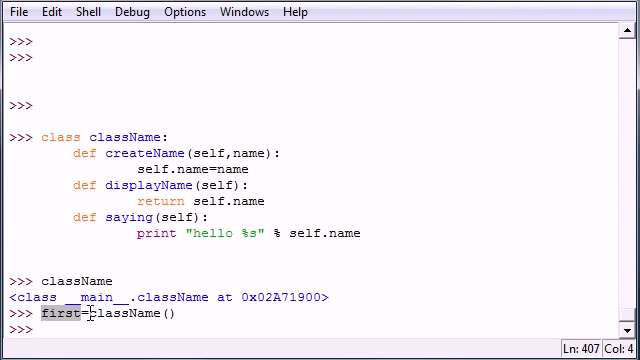 File Edit Shell Debug Options Windows Help
>>>
>>>
>>>
>>> class className:
def createName(self,name):
self.name=name
def displayName(self):
return self.name
def saying(self):
print "hello %s" % self.name
>>> className
<class __main__.className at 0x02A71900>
>>> first=className()
>>>
Ln: 407 Col: 4